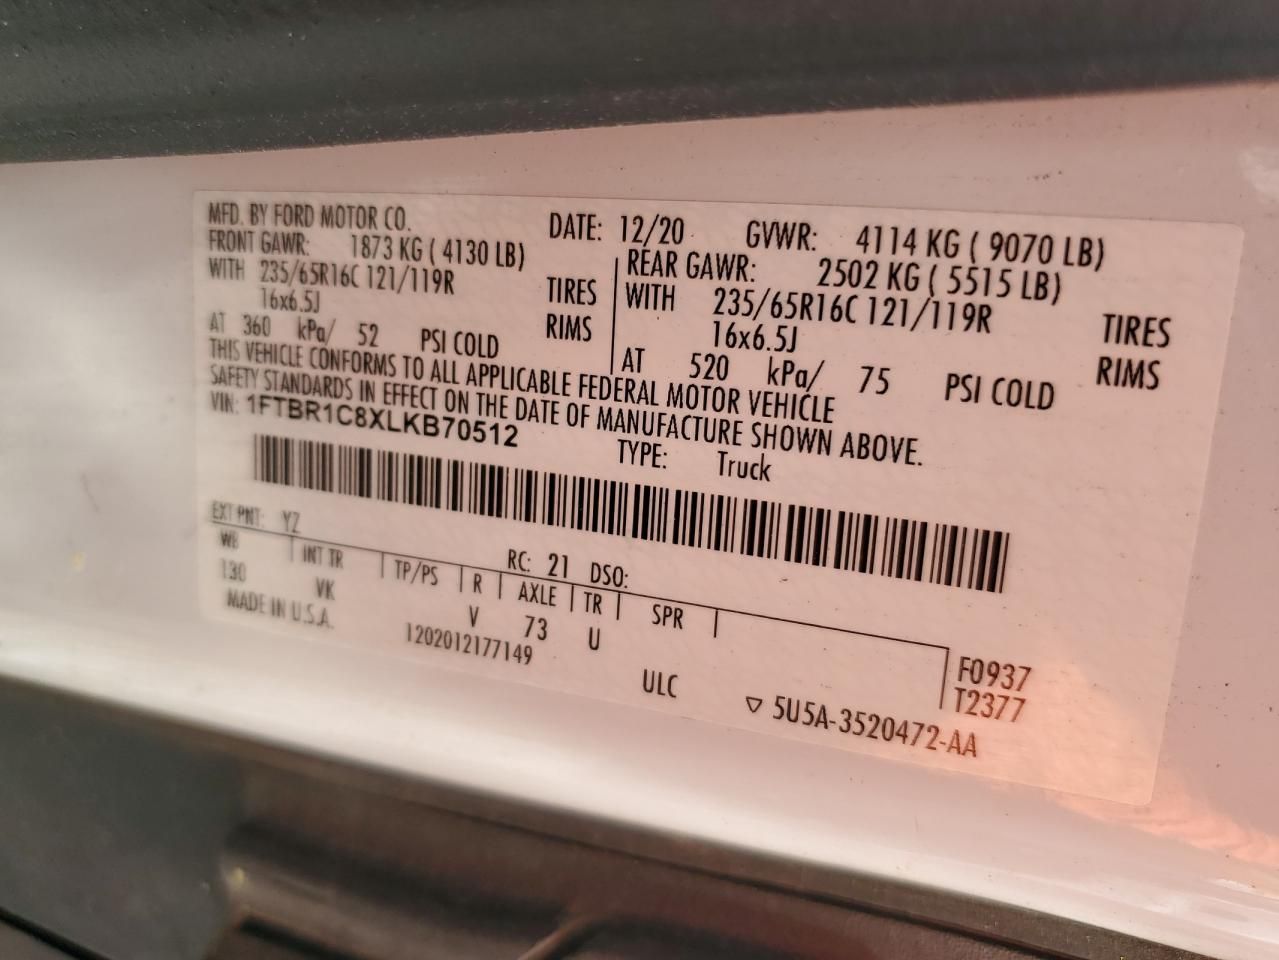 MFD. BY FORD MOTOR CO. DATE: 12/20 GVWR: 4114 KG ( 9070 LB)
FRONT GAWR: 1873 KG ( 4130 LB) REAR GAWR: 2502 KG ( 5515 LB)
WITH 235/65R16C 121/119R TIRES WITH 235/65R16C 121/119R TIRES
16x6.5J RIMS 16x6.5J RIMS
AT 360 kPa/ 52 PSI COLD AT 520 kPa/ 75 PSI COLD
THIS VEHICLE CONFORMS TO ALL APPLICABLE FEDERAL MOTOR VEHICLE
SAFETY STANDARDS IN EFFECT ON THE DATE OF MANUFACTURE SHOWN ABOVE.
VIN: 1FTBR1C8XLKB70512 TYPE: Truck
EXT PNT: YZ RC: 21 DSO:
WB INT TR TP/PS R AXLE TR SPR
130 VK V 73 U F0937
T2377
MADE IN U.S.A. 1202012177149 ULC ▽ 5U5A-3520472-AA